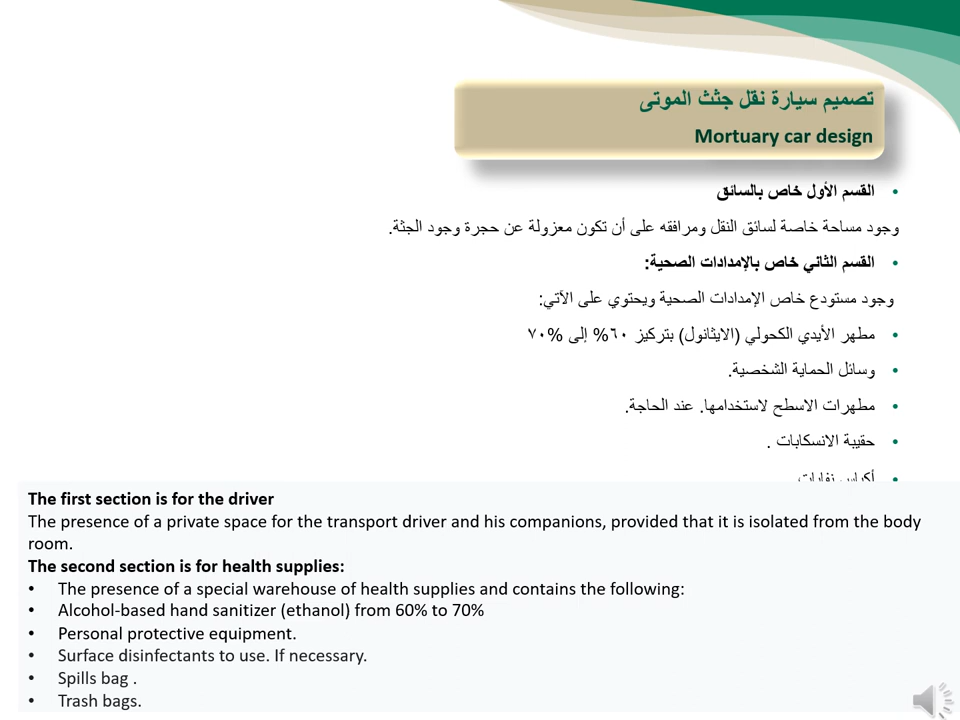 تصميم سيارة نقل جثث الموتى
Mortuary car design
• القسم الأول خاص بالسائق
وجود مساحة خاصة لسائق النقل ومرافقه على أن تكون معزولة عن حجرة وجود الجثة.
• القسم الثاني خاص بالإمدادات الصحية:
وجود مستودع خاص الإمدادات الصحية ويحتوي على الآتي:
• مطهر الأيدي الكحولي (الايثانول) بتركيز ٦٠% إلى ٧٠%
• وسائل الحماية الشخصية.
• مطهرات الاسطح لاستخدامها. عند الحاجة.
• حقيبة الانسكابات .
• أكياس نفايات
The first section is for the driver
The presence of a private space for the transport driver and his companions, provided that it is isolated from the body
room.
The second section is for health supplies:
• The presence of a special warehouse of health supplies and contains the following:
• Alcohol-based hand sanitizer (ethanol) from 60% to 70%
• Personal protective equipment.
• Surface disinfectants to use. If necessary.
• Spills bag .
• Trash bags.